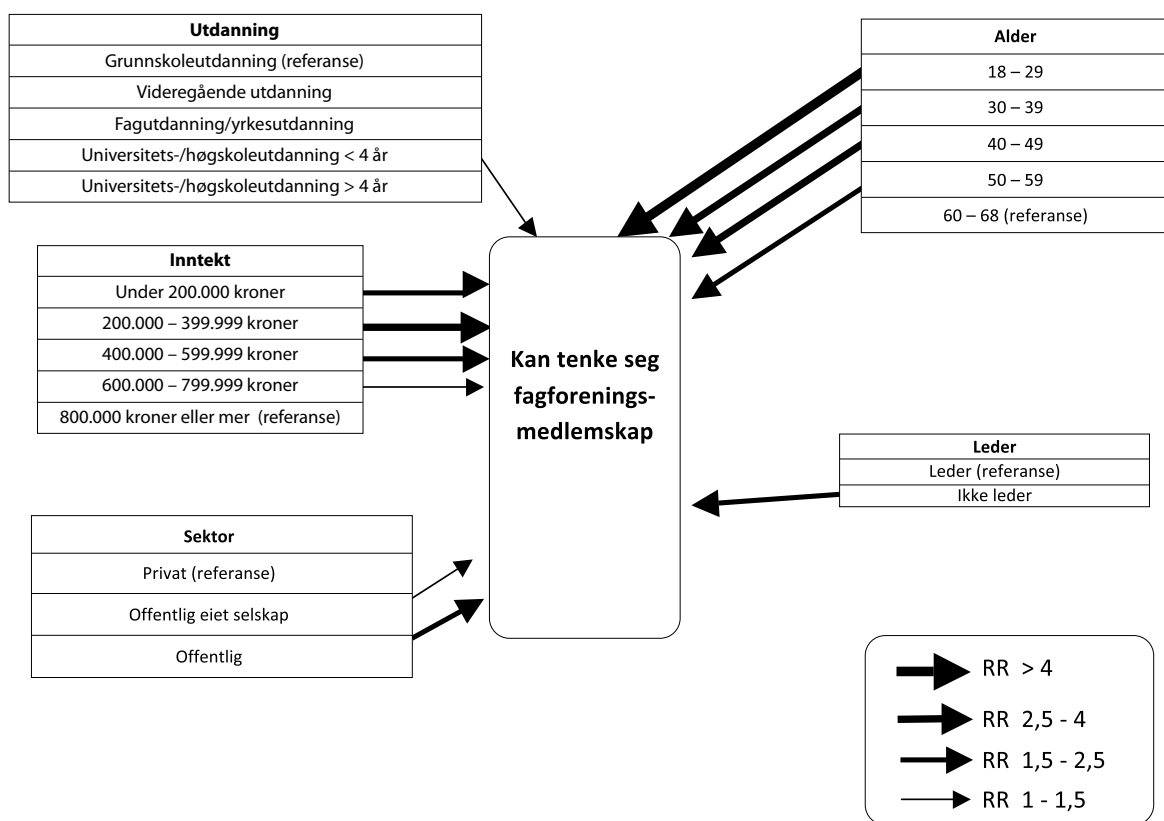 Utdanning
Grunnskoleutdanning (referanse)
Videregående utdanning
Fagutdanning/yrkesutdanning
Universitets-/høgskoleutdanning < 4 år
Universitets-/høgskoleutdanning > 4 år
Alder
18 – 29
30 – 39
40 – 49
50 – 59
60 – 68 (referanse)
Inntekt
Under 200.000 kroner
200.000 – 399.999 kroner
400.000 – 599.999 kroner
600.000 – 799.999 kroner
800.000 kroner eller mer (referanse)
Kan tenke seg
fagforenings-
medlemskap
Leder
Leder (referanse)
Ikke leder
Sektor
Privat (referanse)
Offentlig eiet selskap
Offentlig
RR > 4
RR 2,5 - 4
RR 1,5 - 2,5
RR 1 - 1,5